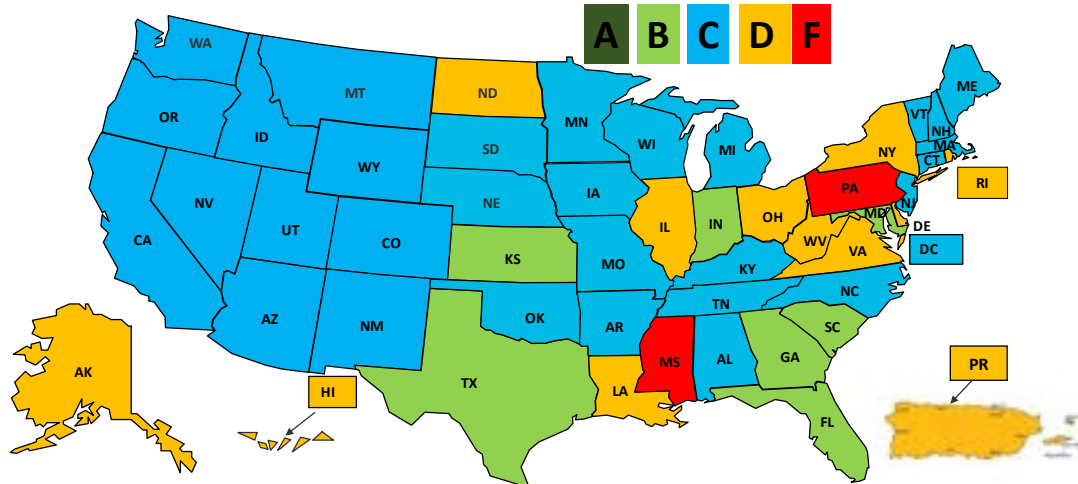 A B C D F
WA
ME
MT
ND
VT
OR
MN
NH
ID
MA
SD
WI
MI
NY
CT
WY
RI
PA
IA
NE
NJ
NV
MD
IL
IN
OH
DE
UT
WV
CA
CO
VA
DC
KS
MO
KY
NC
TN
AZ
NM
OK
AR
SC
GA
MS
AL
PR
AK
TX
HI
LA
FL